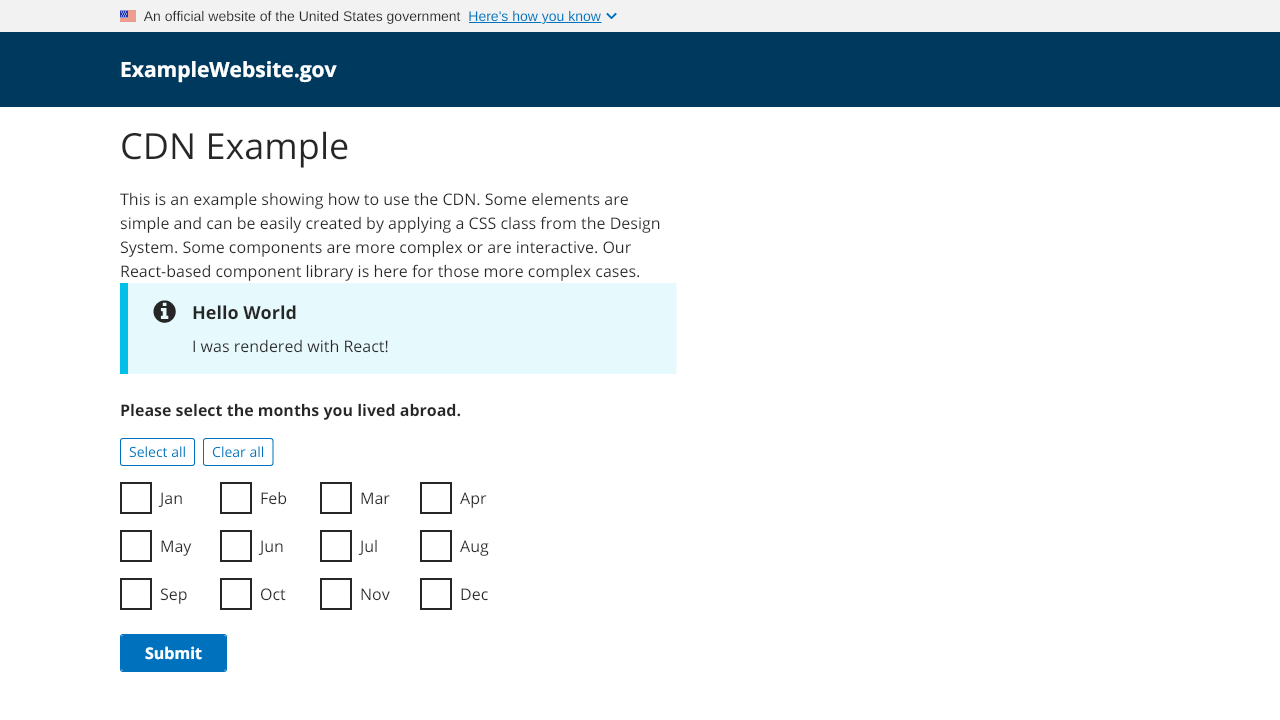 An official website of the United States government Here's how you know
ExampleWebsite.gov
CDN Example
This is an example showing how to use the CDN. Some elements are
simple and can be easily created by applying a CSS class from the Design
System. Some components are more complex or are interactive. Our
React-based component library is here for those more complex cases.
Hello World
I was rendered with React!
Please select the months you lived abroad.
Select all Clear all
Jan Feb Mar Apr
May Jun Jul Aug
Sep Oct Nov Dec
Submit